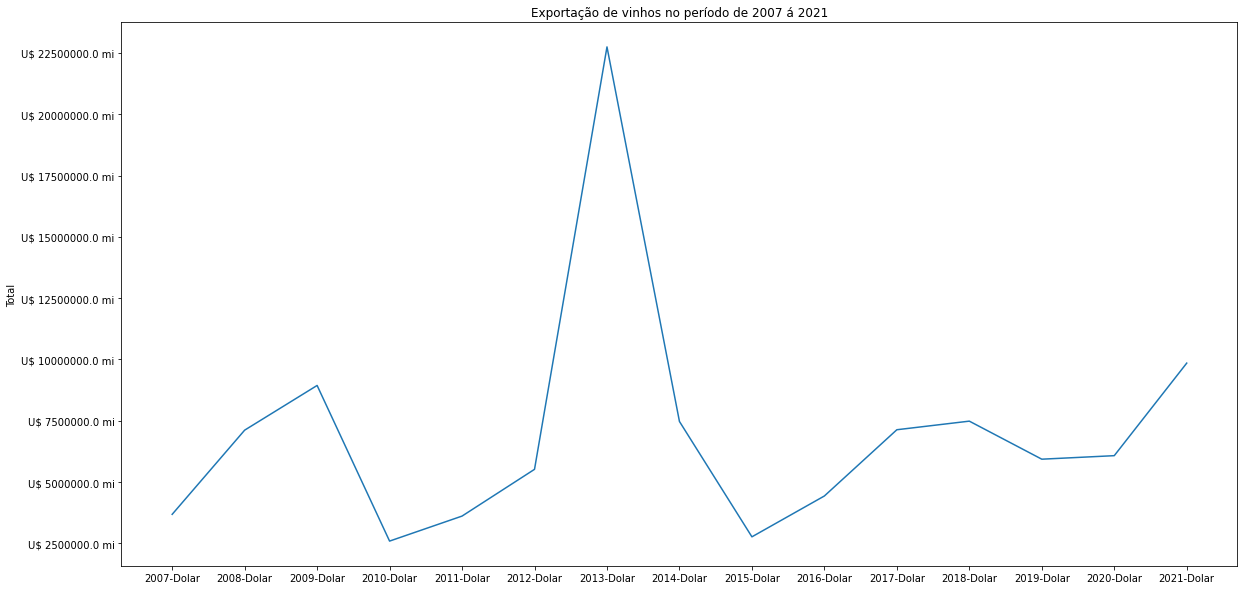 Exportação de vinhos no período de 2007 á 2021
U$ 22500000.0 mi
U$ 20000000.0 mi
U$ 17500000.0 mi
U$ 15000000.0 mi
U$ 12500000.0 mi
U$ 10000000.0 mi
U$ 7500000.0 mi
U$ 5000000.0 mi
U$ 2500000.0 mi
Total
2007-Dolar 2008-Dolar 2009-Dolar 2010-Dolar 2011-Dolar 2012-Dolar 2013-Dolar 2014-Dolar 2015-Dolar 2016-Dolar 2017-Dolar 2018-Dolar 2019-Dolar 2020-Dolar 2021-Dolar